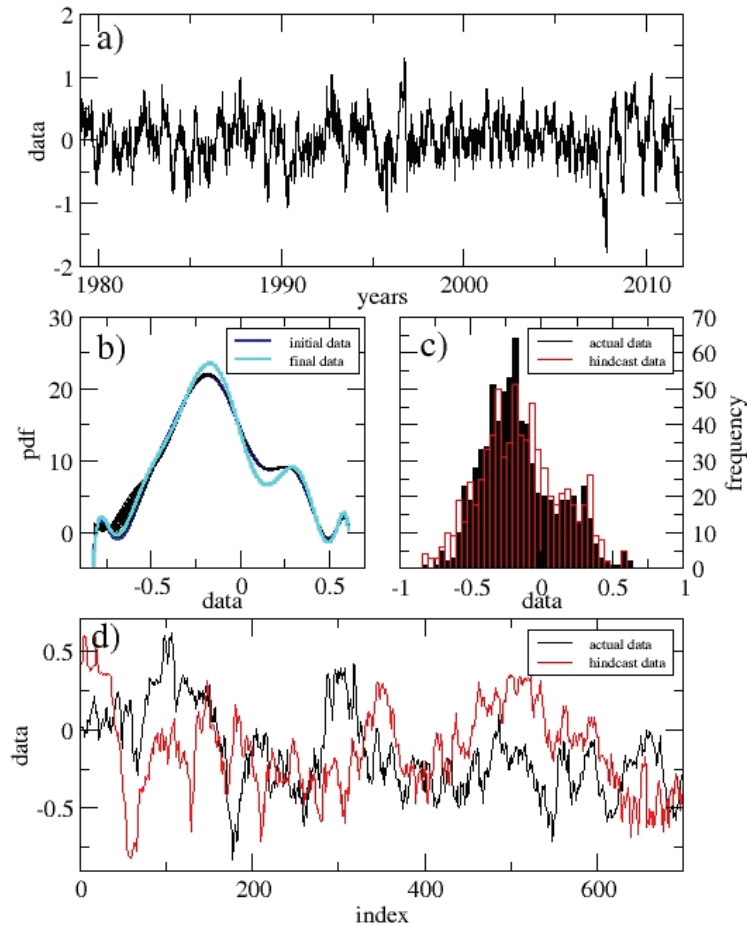 2
a)
1
data
0
-1
-2
1980 1990 2000 2010
years
30
b)
initial data
final data
20
pdf
10
0
-0.5 0 0.5
data
c)
actual data
hindcast data
70
60
50
40
30
20
10
0
frequency
-1 -0.5 0 0.5 1
data
d)
actual data
hindcast data
0.5
0
data
-0.5
0 200 400 600
index